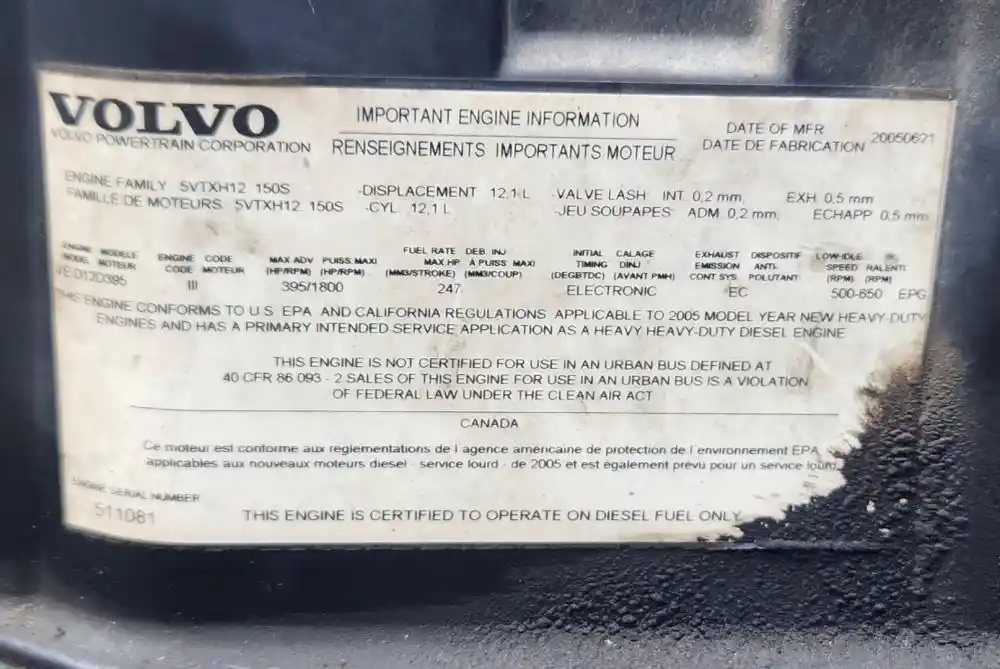 VOLVO
VOLVO POWERTRAIN CORPORATION
IMPORTANT ENGINE INFORMATION
RENSEIGNEMENTS IMPORTANTS MOTEUR
DATE OF MFR
DATE DE FABRICATION 20050621
ENGINE FAMILY 5VTXH12 150S -DISPLACEMENT 12,1 L -VALVE LASH INT 0,2 mm, EXH 0,5 mm
FAMILLE DE MOTEURS 5VTXH12 150S -CYL 12,1 L -JEU SOUPAPES ADM 0,2 mm, ECHAPP 0,5 mm
ENGINE MODELE ENGINE CODE MAX ADV PUISS.MAXI FUEL RATE DEB INJ INITIAL CALAGE EXHAUST DISPOSITIF LOW-IDLE
MODEL MOTEUR CODE MOTEUR (HP/RPM) (HP/RPM) MAX.HP A PUISS. MAXI TIMING DINJ EMISSION ANTI- SPEED RALENTI
(MM3/STROKE) (MM3/COUP) (DEGBTDC) (AVANT PMH) CONT SYS. POLUTANT (RPM) (RPM)
VE D12D395 III 395/1800 247 ELECTRONIC EC 500-650 EPG
THIS ENGINE CONFORMS TO U.S EPA AND CALIFORNIA REGULATIONS APPLICABLE TO 2005 MODEL YEAR NEW HEAVY-DUTY
ENGINES AND HAS A PRIMARY INTENDED SERVICE APPLICATION AS A HEAVY HEAVY-DUTY DIESEL ENGINE
THIS ENGINE IS NOT CERTIFIED FOR USE IN AN URBAN BUS DEFINED AT
40 CFR 86 093 - 2 SALES OF THIS ENGINE FOR USE IN AN URBAN BUS IS A VIOLATION
OF FEDERAL LAW UNDER THE CLEAN AIR ACT
CANADA
Ce moteur est conforme aux reglementations de l agence americaine de protection de l environnement EPA
applicables aux nouveaux moteurs diesel - service lourd - de 2005 et est également prévu pour un service lourd
ENGINE SERIAL NUMBER
511081
THIS ENGINE IS CERTIFIED TO OPERATE ON DIESEL FUEL ONLY